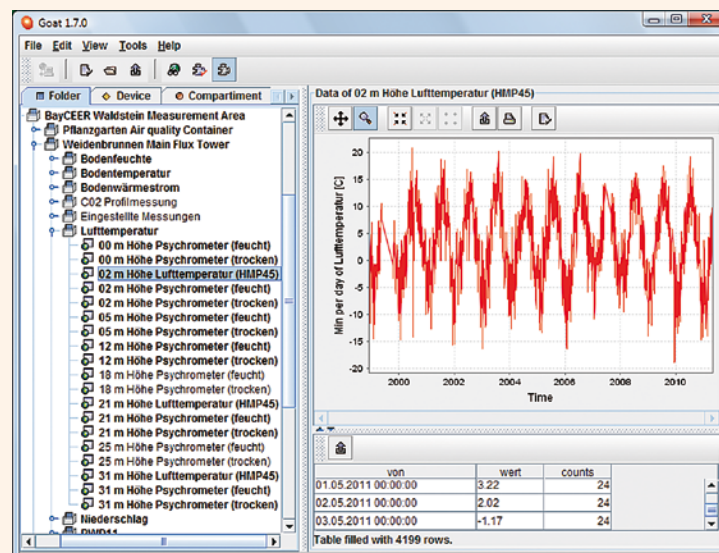 Goat 1.7.0
File Edit View Tools Help
Folder Device Compartiment
BayCEER Waldstein Measurement Area
Pflanzgarten Air quality Container
Weidenbrunnen Main Flux Tower
Bodenfeuchte
Bodentemperatur
Bodenwärmestrom
C02 Profilmessung
Eingestellte Messungen
Lufttemperatur
00 m Höhe Psychrometer (feucht)
00 m Höhe Psychrometer (trocken)
02 m Höhe Lufttemperatur (HMP45)
02 m Höhe Psychrometer (feucht)
02 m Höhe Psychrometer (trocken)
05 m Höhe Psychrometer (feucht)
05 m Höhe Psychrometer (trocken)
12 m Höhe Psychrometer (feucht)
12 m Höhe Psychrometer (trocken)
18 m Höhe Psychrometer (feucht)
18 m Höhe Psychrometer (trocken)
21 m Höhe Lufttemperatur (HMP45)
21 m Höhe Psychrometer (feucht)
21 m Höhe Psychrometer (trocken)
25 m Höhe Psychrometer (feucht)
25 m Höhe Psychrometer (trocken)
31 m Höhe Lufttemperatur (HMP45)
31 m Höhe Psychrometer (feucht)
31 m Höhe Psychrometer (trocken)
Niederschlag
Data of 02 m Höhe Lufttemperatur (HMP45)
Min per day of Lufttemperatur [C]
20
15
10
5
0
-5
-10
-15
-20
2000 2002 2004 2006 2008 2010
Time
von wert counts
01.05.2011 00:00:00 3.22 24
02.05.2011 00:00:00 2.02 24
03.05.2011 00:00:00 -1.17 24
Table filled with 4199 rows.